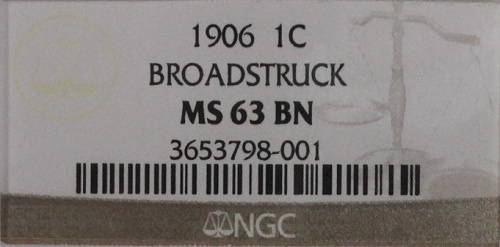 1906 1C
BROADSTRUCK
MS 63 BN
3653798-001
NGC